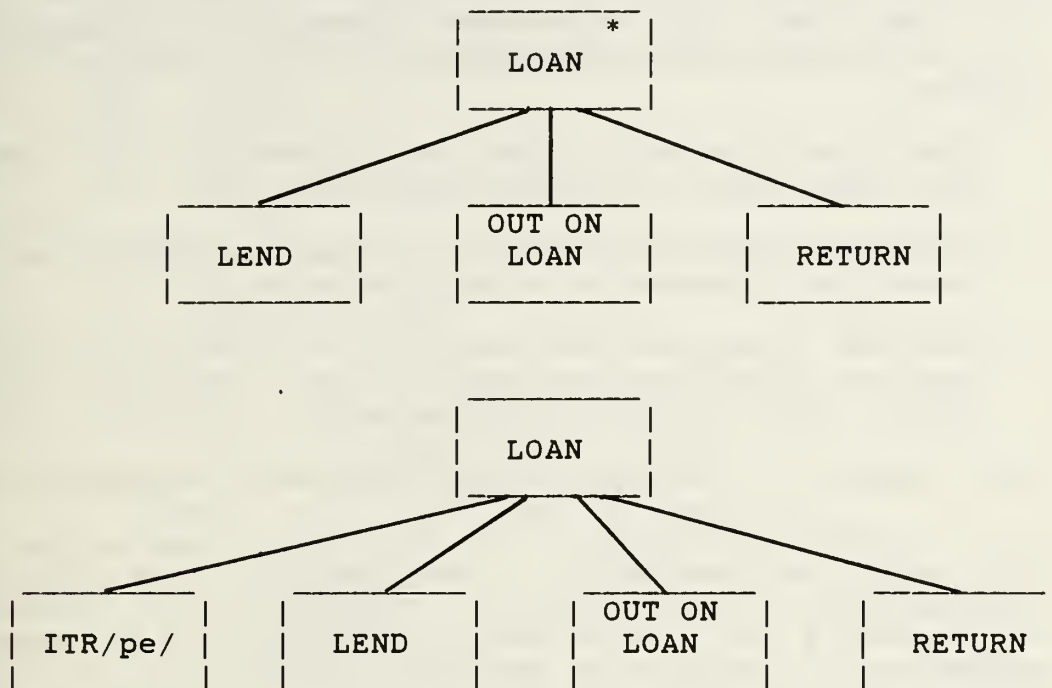 *
LOAN
LEND
OUT ON
LOAN
RETURN
LOAN
ITR/pe/
LEND
OUT ON
LOAN
RETURN